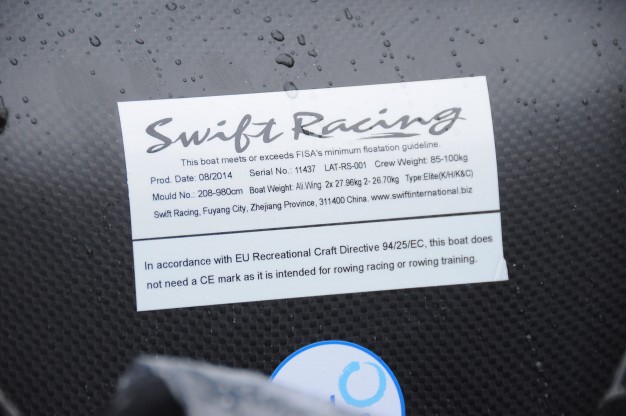 Swift Racing
This boat meets or exceeds FISA's minimum floatation guideline.
Prod. Date: 08/2014 Serial No.: 11437 LAT-RS-001 Crew Weight: 85-100kg
Mould No.: 208-980cm Boat Weight: Ali.Wing 2x 27.96kg 2- 26.70kg Type:Elite(K/H/K&C)
Swift Racing, Fuyang City, Zhejiang Province, 311400 China. www.swiftinternational.biz
In accordance with EU Recreational Craft Directive 94/25/EC, this boat does
not need a CE mark as it is intended for rowing racing or rowing training.